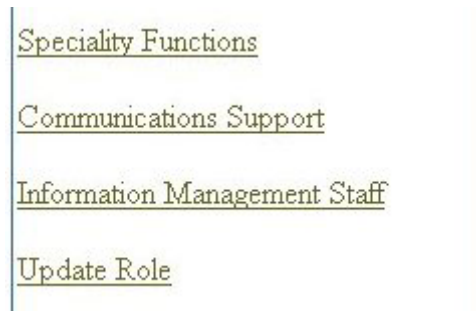 Speciality Functions
Communications Support
Information Management Staff
Update Role